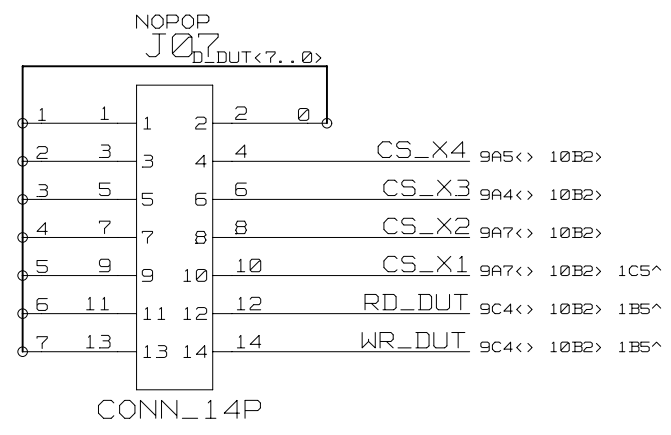 NOPOP
J07
D_DUT<7..0>
1 1 1 2 2 0
2 3 3 4 4 CS_X4 9A5<> 10B2>
3 5 5 6 6 CS_X3 9A4<> 10B2>
4 7 7 8 8 CS_X2 9A7<> 10B2>
5 9 9 10 10 CS_X1 9A7<> 10B2> 1C5^
6 11 11 12 12 RD_DUT 9C4<> 10B2> 1B5^
7 13 13 14 14 WR_DUT 9C4<> 10B2> 1B5^
CONN_14P